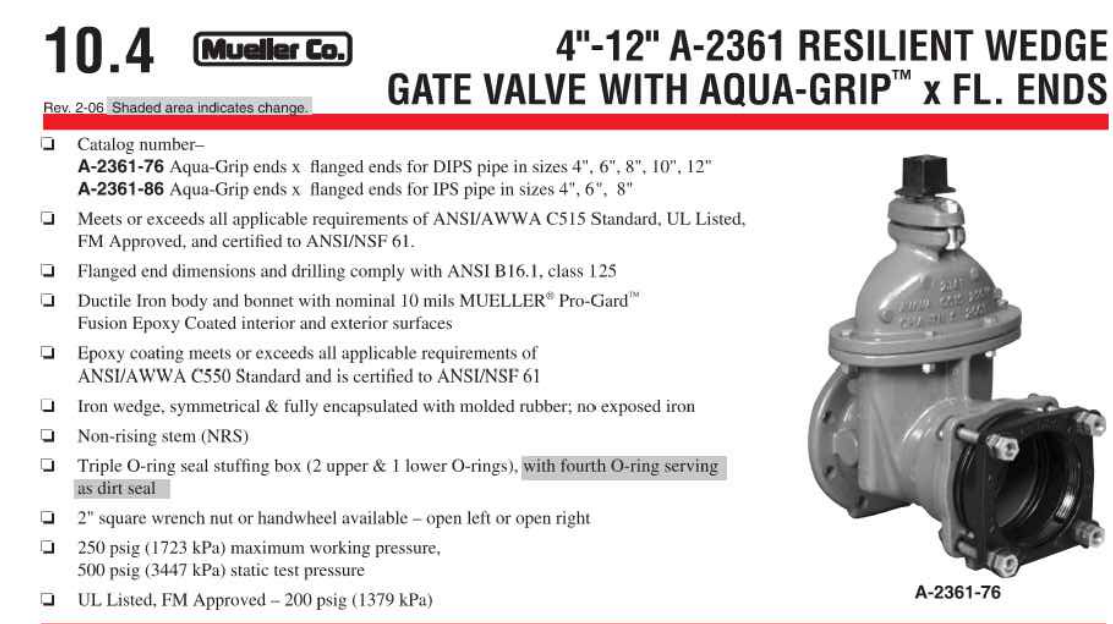 10.4 Mueller Co. 4"-12" A-2361 RESILIENT WEDGE
GATE VALVE WITH AQUA-GRIP™ x FL. ENDS
Rev. 2-06 Shaded area indicates change.
❏ Catalog number–
A-2361-76 Aqua-Grip ends x flanged ends for DIPS pipe in sizes 4", 6", 8", 10", 12"
A-2361-86 Aqua-Grip ends x flanged ends for IPS pipe in sizes 4", 6", 8"
❏ Meets or exceeds all applicable requirements of ANSI/AWWA C515 Standard, UL Listed,
FM Approved, and certified to ANSI/NSF 61.
❏ Flanged end dimensions and drilling comply with ANSI B16.1, class 125
❏ Ductile Iron body and bonnet with nominal 10 mils MUELLER® Pro-Gard™
Fusion Epoxy Coated interior and exterior surfaces
❏ Epoxy coating meets or exceeds all applicable requirements of
ANSI/AWWA C550 Standard and is certified to ANSI/NSF 61
❏ Iron wedge, symmetrical & fully encapsulated with molded rubber; no exposed iron
❏ Non-rising stem (NRS)
❏ Triple O-ring seal stuffing box (2 upper & 1 lower O-rings), with fourth O-ring serving
as dirt seal
❏ 2" square wrench nut or handwheel available – open left or open right
❏ 250 psig (1723 kPa) maximum working pressure,
500 psig (3447 kPa) static test pressure
❏ UL Listed, FM Approved – 200 psig (1379 kPa)
A-2361-76